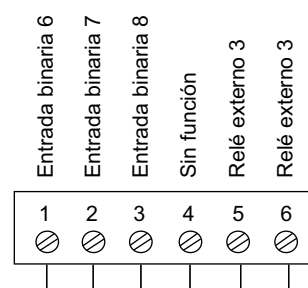 Entrada binaria 6
Entrada binaria 7
Entrada binaria 8
Sin función
Relé externo 3
Relé externo 3
1 2 3 4 5 6